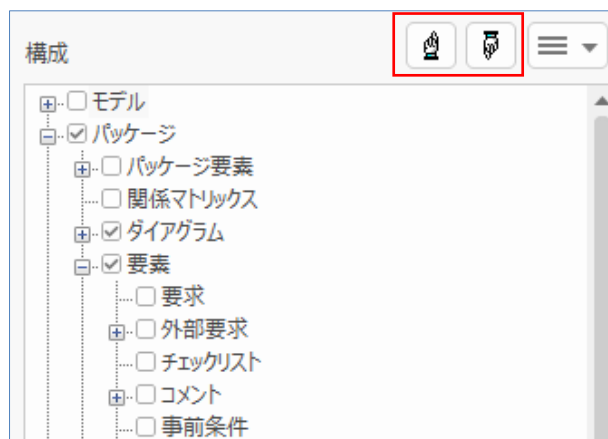 構成
モデル
パッケージ
パッケージ要素
関係マトリックス
ダイアグラム
要素
要求
外部要求
チェックリスト
コメント
事前条件